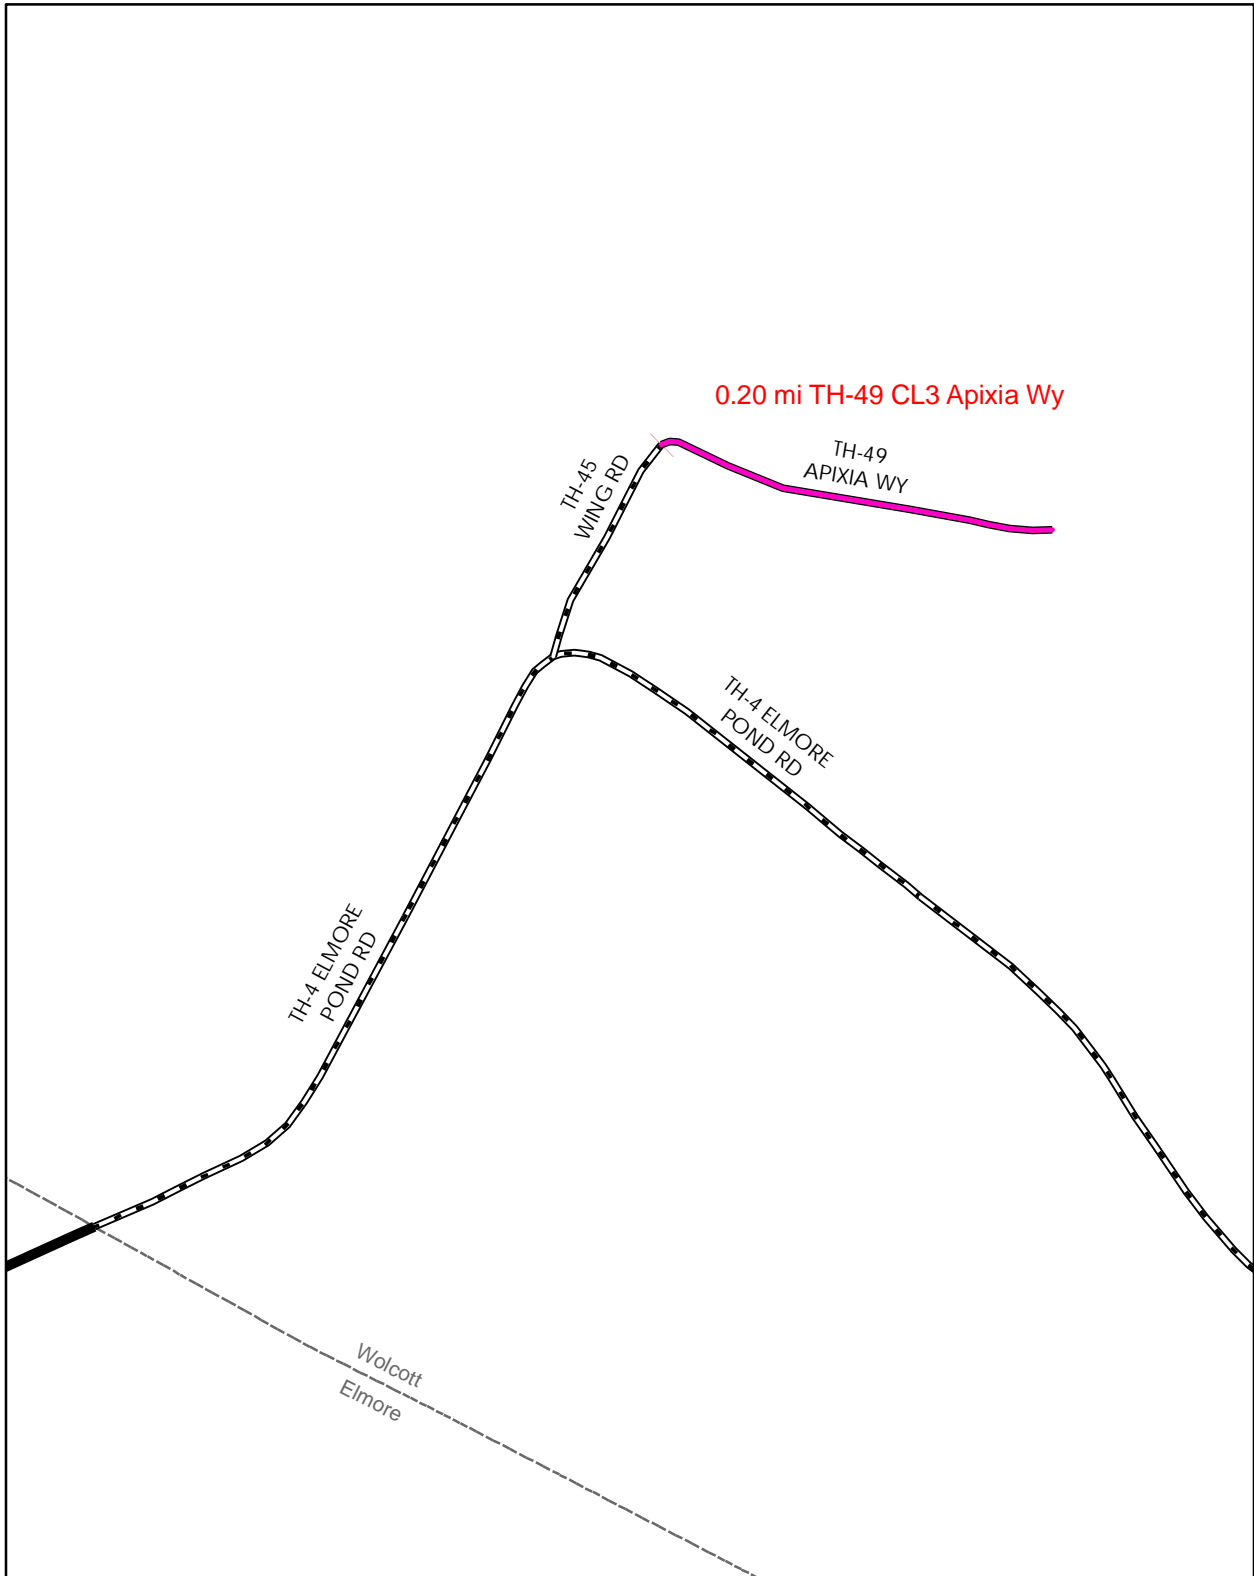 0.20 mi TH-49 CL3 Apixia Wy
TH-49
APIXIA WY
TH-45
WING RD
TH-4 ELMORE
POND RD
TH-4 ELMORE
POND RD
Wolcott
Elmore